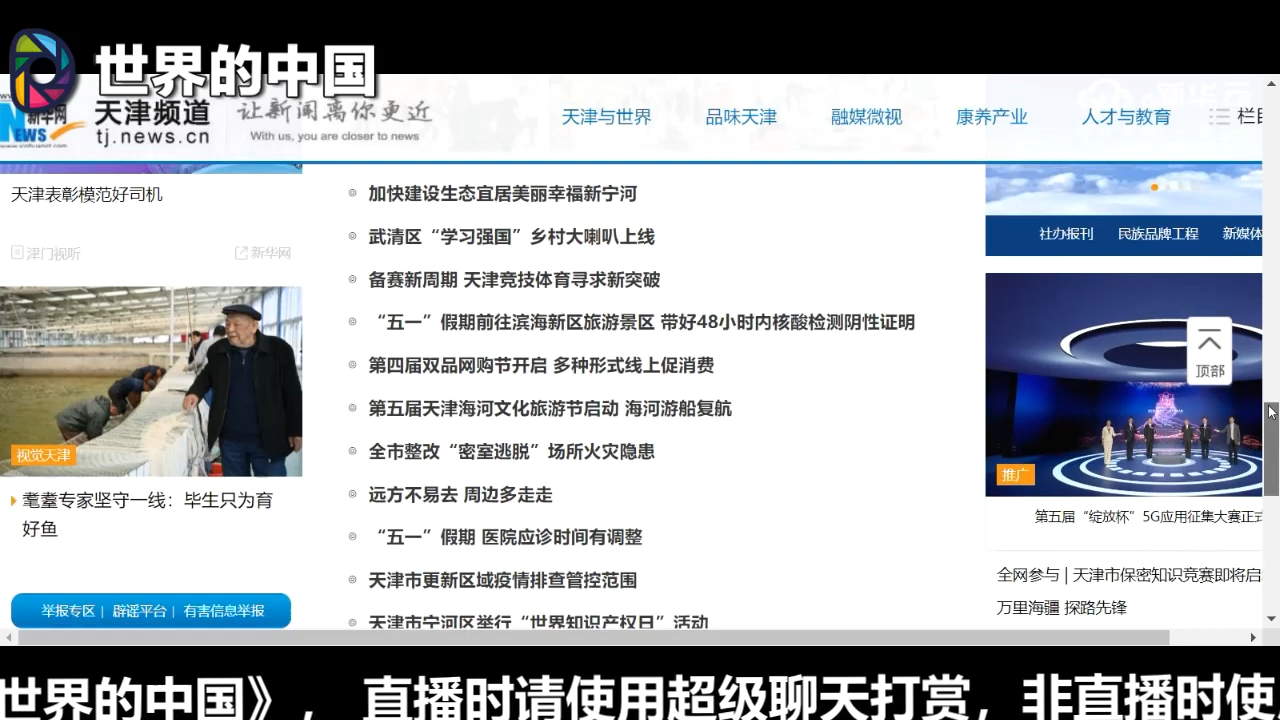 世界的中国
新华网
NEWS
www.xinhuanet.com
天津频道
tj.news.cn
让新闻离你更近
With us, you are closer to news
天津与世界
品味天津
融媒微视
康养产业
人才与教育
栏目
天津表彰模范好司机
津门视听
新华网
视觉天津
耄耋专家坚守一线：毕生只为育
好鱼
举报专区 | 辟谣平台 | 有害信息举报
加快建设生态宜居美丽幸福新宁河
武清区“学习强国”乡村大喇叭上线
备赛新周期 天津竞技体育寻求新突破
“五一”假期前往滨海新区旅游景区 带好48小时内核酸检测阴性证明
第四届双品网购节开启 多种形式线上促消费
第五届天津海河文化旅游节启动 海河游船复航
全市整改“密室逃脱”场所火灾隐患
远方不易去 周边多走走
“五一”假期 医院应诊时间有调整
天津市更新区域疫情排查管控范围
天津市宁河区举行“世界知识产权日”活动
社办报刊
民族品牌工程
新媒体
顶部
推广
第五届“绽放杯”5G应用征集大赛正式
全网参与 | 天津市保密知识竞赛即将启
万里海疆 探路先锋
世界的中国》，直播时请使用超级聊天打赏，非直播时使